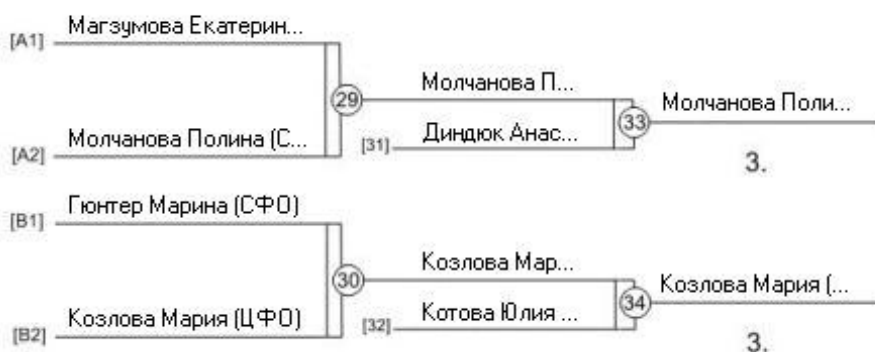 [A1] Магзумова Екатерин...
29 Молчанова П...
33 Молчанова Поли...
[A2] Молчанова Полина (С...
[31] Диндюк Анас...
3.
[B1] Гюнтер Марина (СФО)
30 Козлова Мар...
34 Козлова Мария (...
[B2] Козлова Мария (ЦФО)
[32] Котова Юлия ...
3.